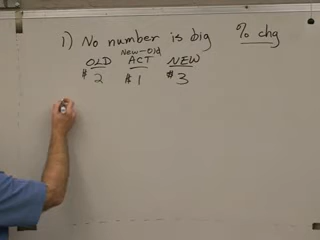 1) No number is big % chg
New-Old
OLD ACT NEW
$2 $1 $3